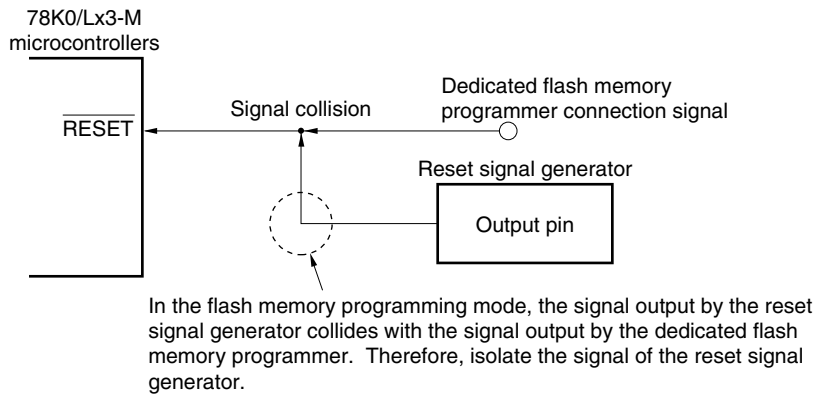 78K0/Lx3-M
microcontrollers
Dedicated flash memory
programmer connection signal
Signal collision
RESET
Reset signal generator
Output pin
In the flash memory programming mode, the signal output by the reset
signal generator collides with the signal output by the dedicated flash
memory programmer.  Therefore, isolate the signal of the reset signal
generator.